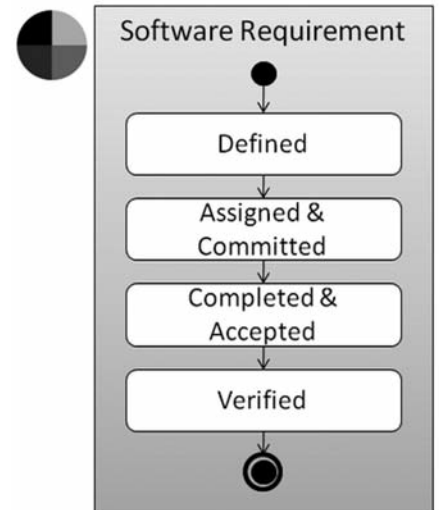 Software Requirement
Defined
Assigned &
Committed
Completed &
Accepted
Verified